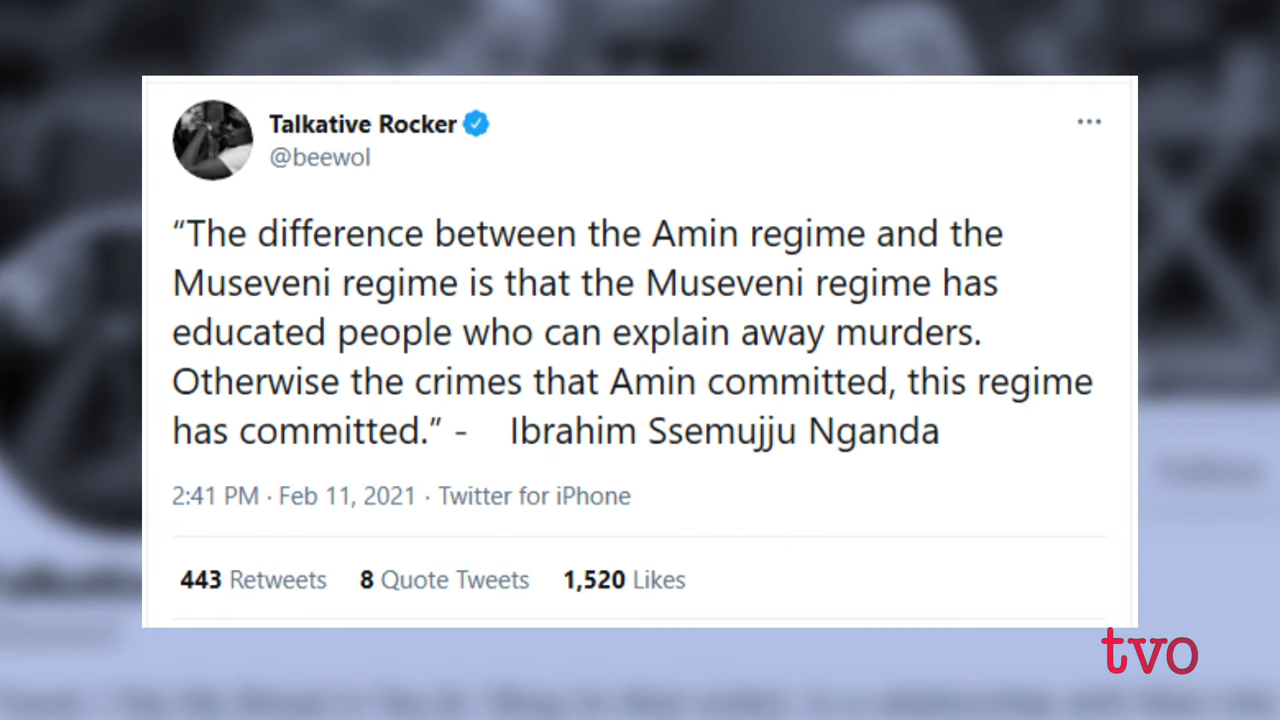 Talkative Rocker
@beewol
“The difference between the Amin regime and the
Museveni regime is that the Museveni regime has
educated people who can explain away murders.
Otherwise the crimes that Amin committed, this regime
has committed.” - Ibrahim Ssemujju Nganda
2:41 PM · Feb 11, 2021 · Twitter for iPhone
443 Retweets 8 Quote Tweets 1,520 Likes
tvo